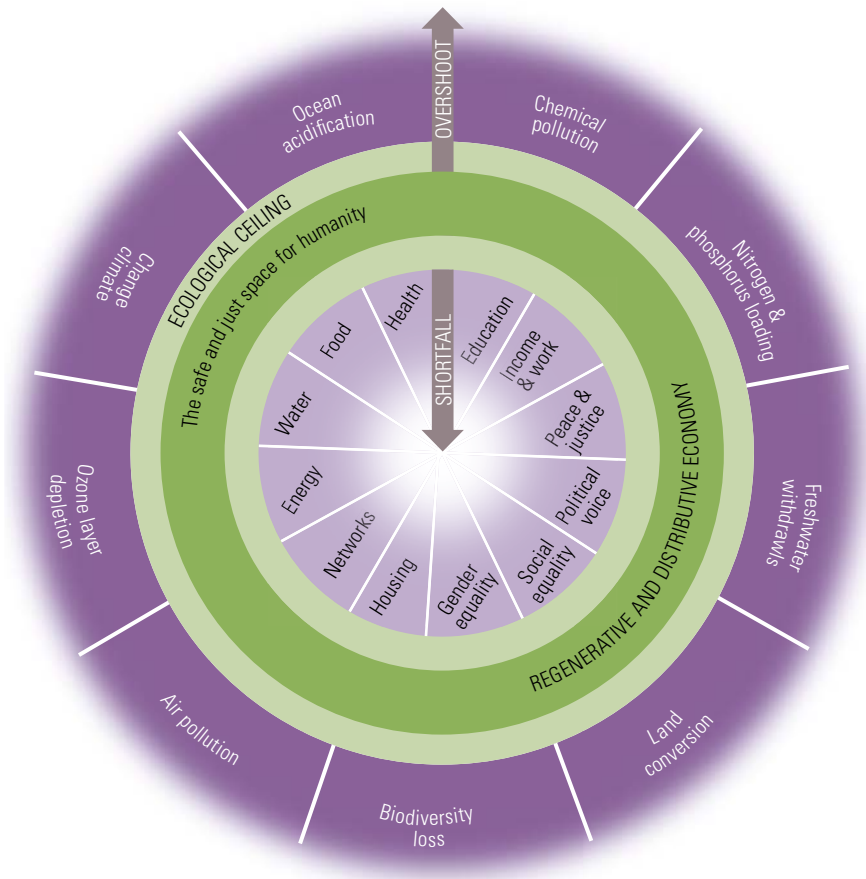 OVERSHOOT
Ocean
acidification
Chemical
pollution
Nitrogen &
phosphorus loading
Freshwater
withdrawls
Land
conversion
Biodiversity
loss
Air pollution
Ozone layer
depletion
Change
climate
ECOLOGICAL CEILING
The safe and just space for humanity
REGENERATIVE AND DISTRIBUTIVE ECONOMY
SHORTFALL
Health
Education
Income
& work
Peace &
justice
Political
voice
Social
equality
Gender
equality
Housing
Networks
Energy
Water
Food